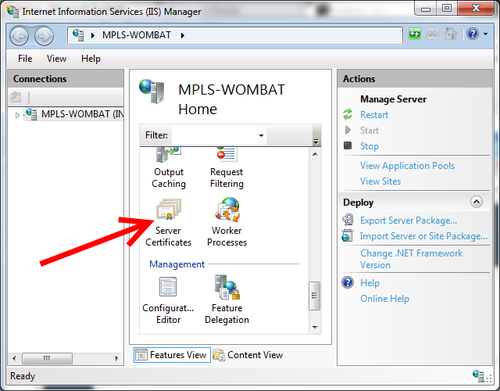 Internet Information Services (IIS) Manager
MPLS-WOMBAT
File View Help
Connections
MPLS-WOMBAT (IN
MPLS-WOMBAT
Home
Filter:
Output
Caching
Request
Filtering
Server
Certificates
Worker
Processes
Management
Configurat...
Editor
Feature
Delegation
Features View
Content View
Actions
Manage Server
Restart
Start
Stop
View Application Pools
View Sites
Deploy
Export Server Package...
Import Server or Site Package...
Change .NET Framework
Version
Help
Online Help
Ready